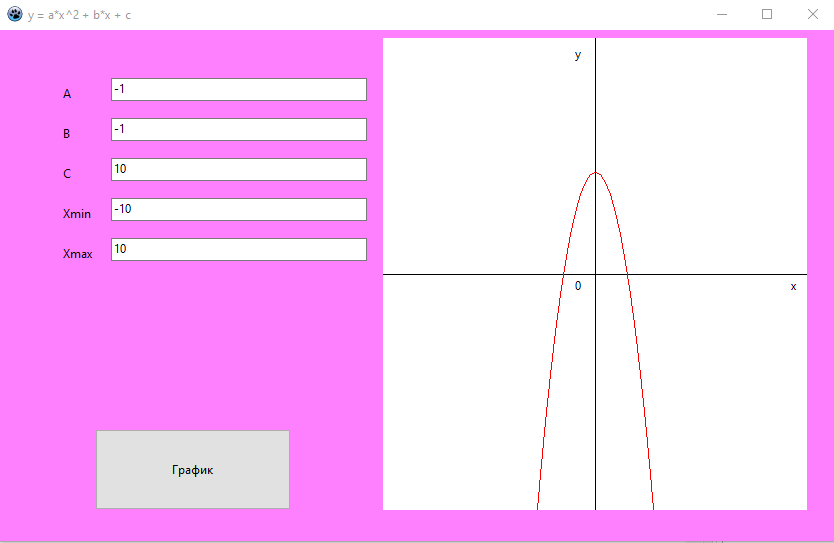 y = a*x^2 + b*x + c
A
-1
B
-1
C
10
Xmin
-10
Xmax
10
График
y
0
x